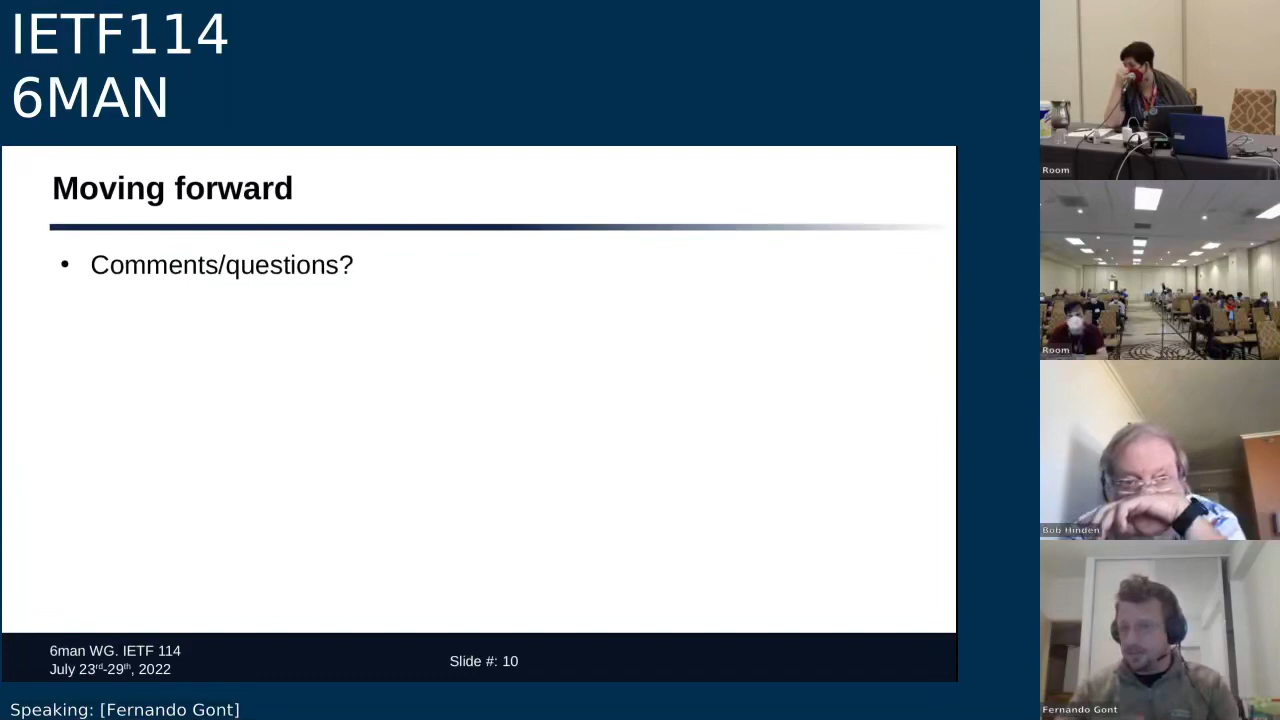 IETF114
6MAN
Moving forward
• Comments/questions?
6man WG. IETF 114
July 23rd-29th, 2022
Slide #: 10
Speaking: [Fernando Gont]
Room
Room
Bob Hinden
Fernando Gont